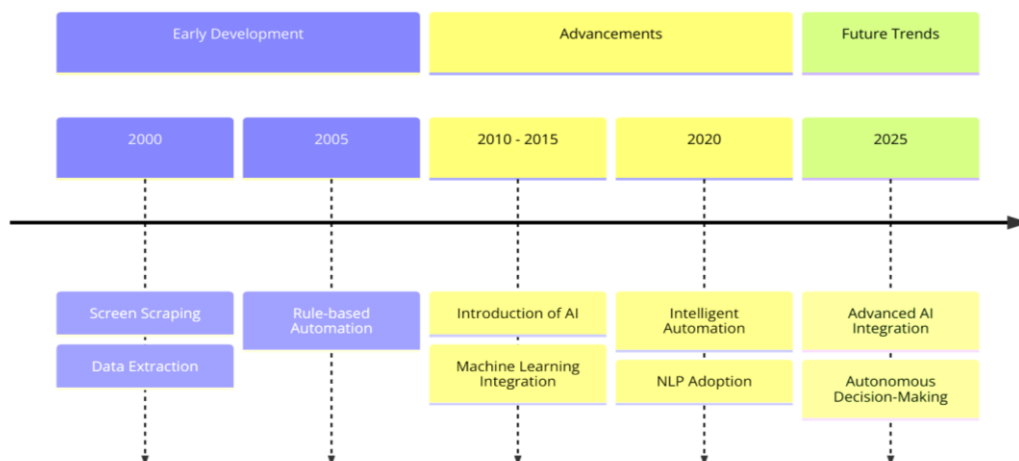 Early Development
Advancements
Future Trends
2000
2005
2010 - 2015
2020
2025
Screen Scraping
Data Extraction
Rule-based
Automation
Introduction of AI
Machine Learning
Integration
Intelligent
Automation
NLP Adoption
Advanced AI
Integration
Autonomous
Decision-Making